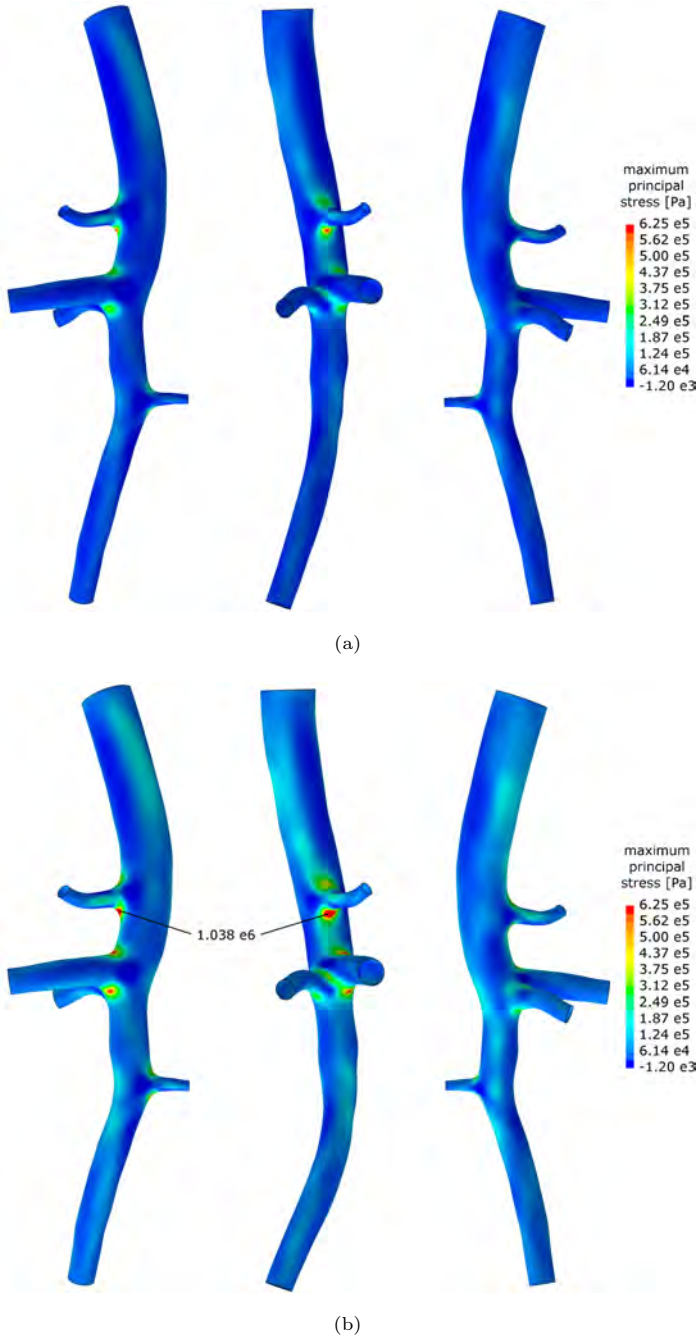 maximum
principal
stress [Pa]
6.25 e5
5.62 e5
5.00 e5
4.37 e5
3.75 e5
3.12 e5
2.49 e5
1.87 e5
1.24 e5
6.14 e4
-1.20 e3
(a)
1.038 e6
maximum
principal
stress [Pa]
6.25 e5
5.62 e5
5.00 e5
4.37 e5
3.75 e5
3.12 e5
2.49 e5
1.87 e5
1.24 e5
6.14 e4
-1.20 e3
(b)